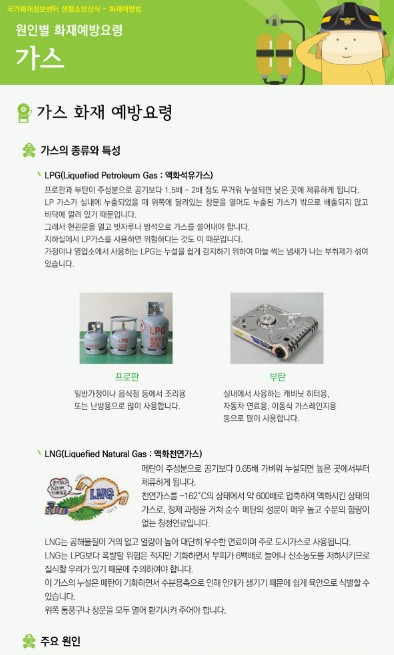 국가화재정보센터 생활소방상식 - 화재예방법
원인별 화재예방요령
가스
가스 화재 예방요령
가스의 종류와 특성
LPG(Liquefied Petroleum Gas : 액화석유가스)
프로판과 부탄이 주성분으로 공기보다 1.5배 ~ 2배 정도 무거워 누설되면 낮은 곳에 체류하게 됩니다.
LP 가스가 실내에 누출되었을 때 위쪽에 달려있는 창문을 열어도 누출된 가스가 밖으로 배출되지 않고
바닥에 깔려 있기 때문입니다.
그래서 현관문을 열고 빗자루나 방석으로 가스를 쓸어내야 합니다.
지하실에서 LP가스를 사용하면 위험하다는 것도 이 때문입니다.
가정이나 영업소에서 사용하는 LPG는 누설을 쉽게 감지하기 위하여 마늘 썩는 냄새가 나는 부취제가 섞여
있습니다.
LPG LPG LPG
프로판
일반가정이나 음식점 등에서 조리용
또는 난방용으로 많이 사용합니다.
부탄
실내에서 사용하는 캐비닛 히터용,
자동차 연료용, 이동식 가스레인지용
등으로 많이 사용합니다.
LNG(Liquefied Natural Gas : 액화천연가스)
LNG
메탄이 주성분으로 공기보다 0.65배 가벼워 누설되면 높은 곳에서부터
체류하게 됩니다.
천연가스를 -162˚C의 상태에서 약 600배로 압축하여 액화시킨 상태의
가스로, 정제 과정을 거쳐 순수 메탄의 성분이 매우 높고 수분의 함량이
없는 청정연료입니다.
LNG는 공해물질이 거의 없고 열량이 높아 대단히 우수한 연료이며 주로 도시가스로 사용됩니다.
LNG는 LPG보다 폭발할 위험은 적지만 기화하면서 부피가 6백배로 늘어나 산소농도를 저하시키므로
질식할 우려가 있기 때문에 주의하여야 합니다.
이 가스의 누설은 메탄이 기화하면서 수분응축으로 인해 안개가 생기기 때문에 쉽게 육안으로 식별할 수
있습니다.
위쪽 통풍구나 창문을 모두 열어 환기시켜 주어야 합니다.
주요 원인